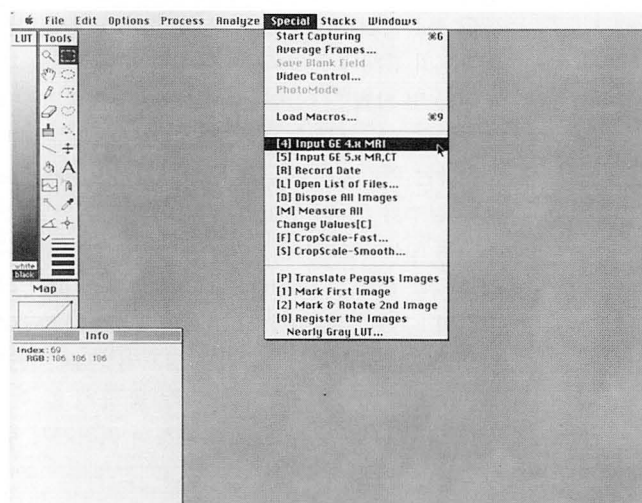 File Edit Options Process Analyze Special Stacks Windows
LUT
Tools
A
white
black
Map
Info
Index:69
RGB: 106 106 106
Start Capturing ⌘G
Average Frames...
Save Blank Field
Video Control...
PhotoMode
Load Macros... ⌘9
[4] Input GE 4.x MRI
[5] Input GE 5.x MR,CT
[R] Record Date
[L] Open List of Files...
[D] Dispose All Images
[M] Measure All
Change Values[C]
[F] CropScale-Fast...
[S] CropScale-Smooth...
[P] Translate Pegasys Images
[1] Mark First Image
[2] Mark & Rotate 2nd Image
[0] Register the Images
Nearly Gray LUT...